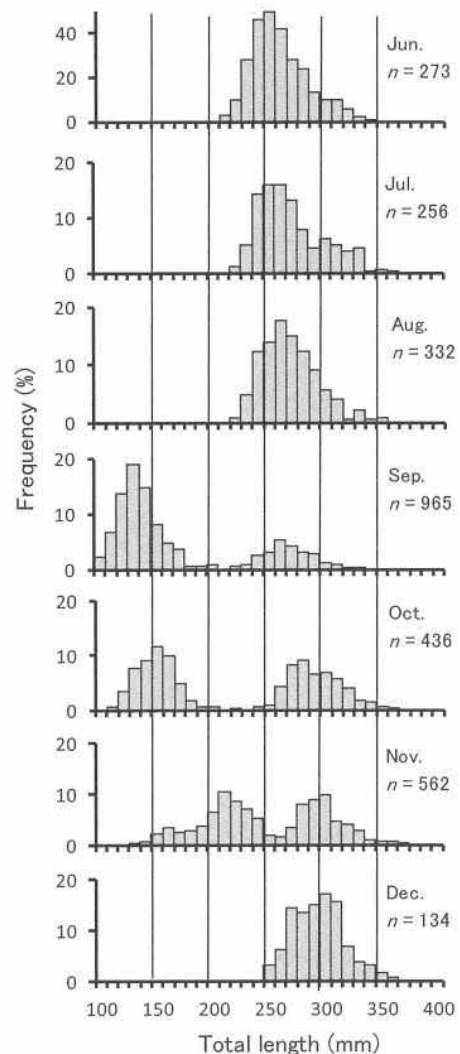 40
20
0
Jun.
n = 273
20
10
0
Jul.
n = 256
20
10
0
Aug.
n = 332
Frequency (%)
20
10
0
Sep.
n = 965
20
10
0
Oct.
n = 436
20
10
0
Nov.
n = 562
20
10
0
Dec.
n = 134
100 150 200 250 300 350 400
Total length (mm)